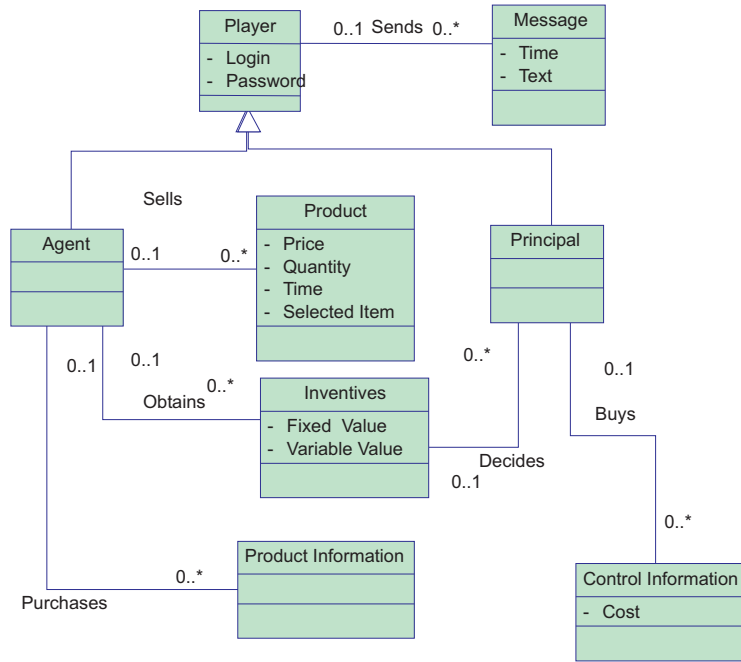 Player
- Login
- Password
0..1 Sends 0..*
Message
- Time
- Text
Sells
Agent
0..1
0..*
Product
- Price
- Quantity
- Time
- Selected Item
Principal
0..1
0..1
0..*
Obtains
Inventives
- Fixed Value
- Variable Value
0..*
Decides
0..1
0..1
Buys
0..*
Product Information
0..*
Purchases
Control Information
- Cost